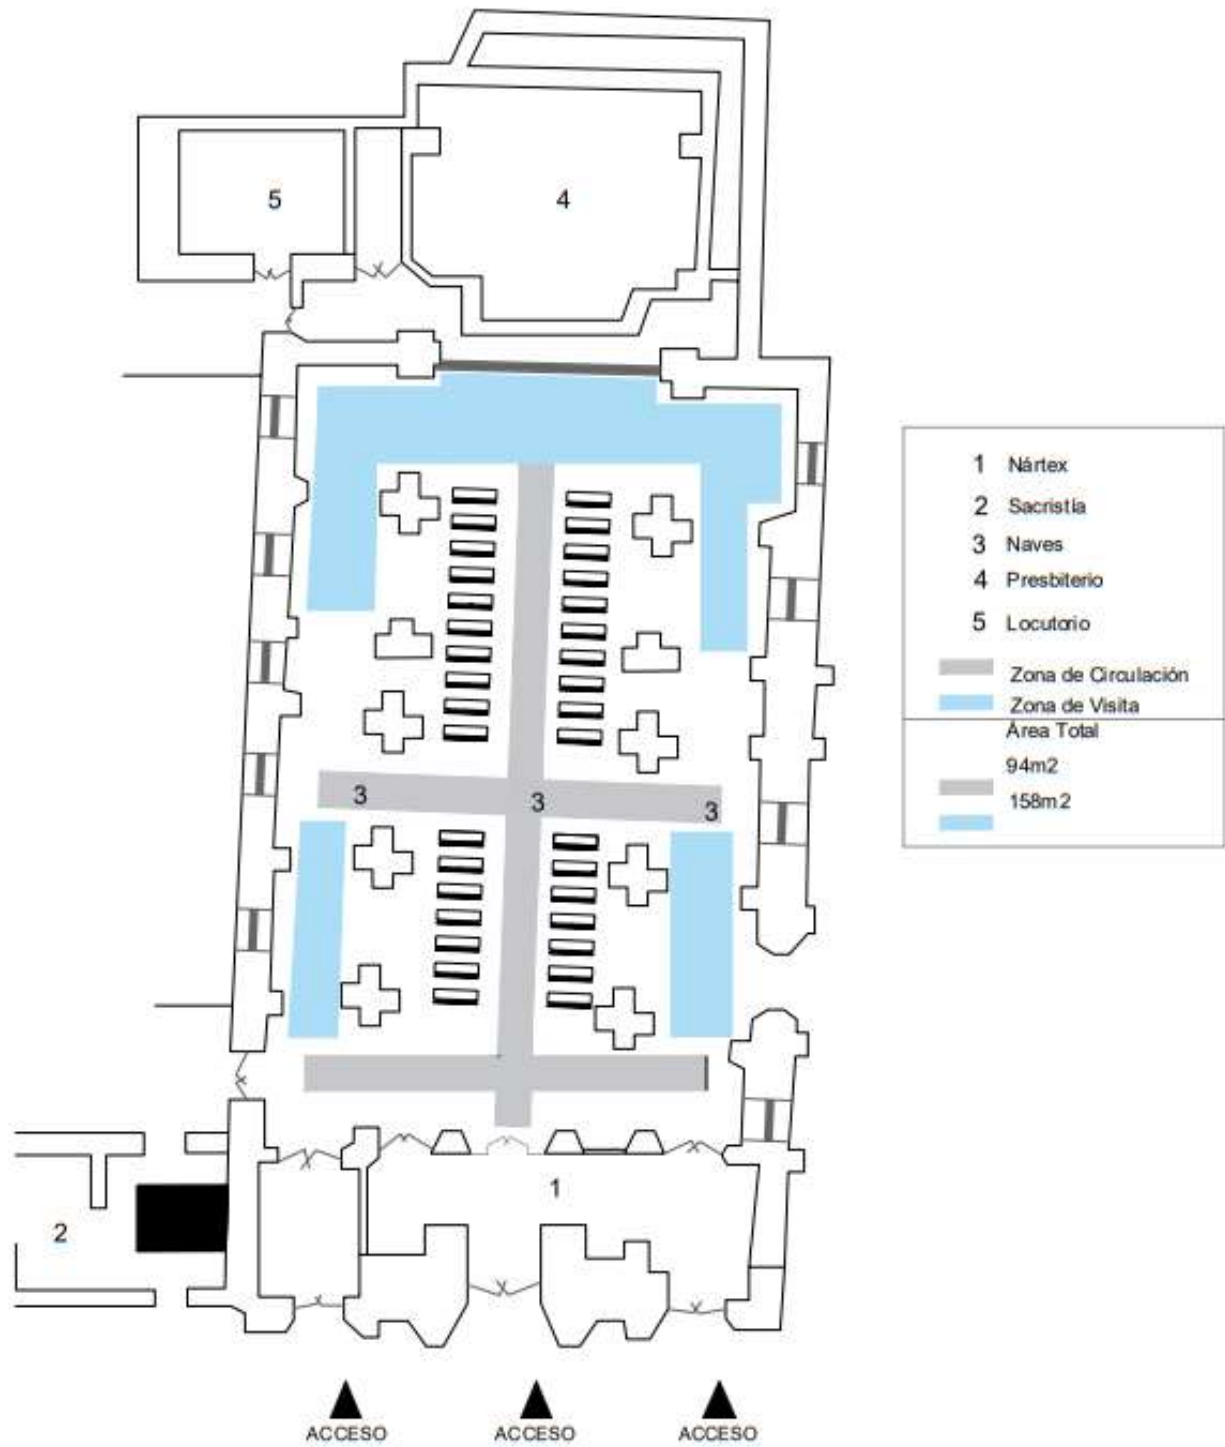 5
4
1 Nártex
2 Sacristía
3 Naves
4 Presbiterio
5 Locutorio
Zona de Circulación
Zona de Visita
Área Total
94m2
158m2
3
3
3
1
2
ACCESO
ACCESO
ACCESO